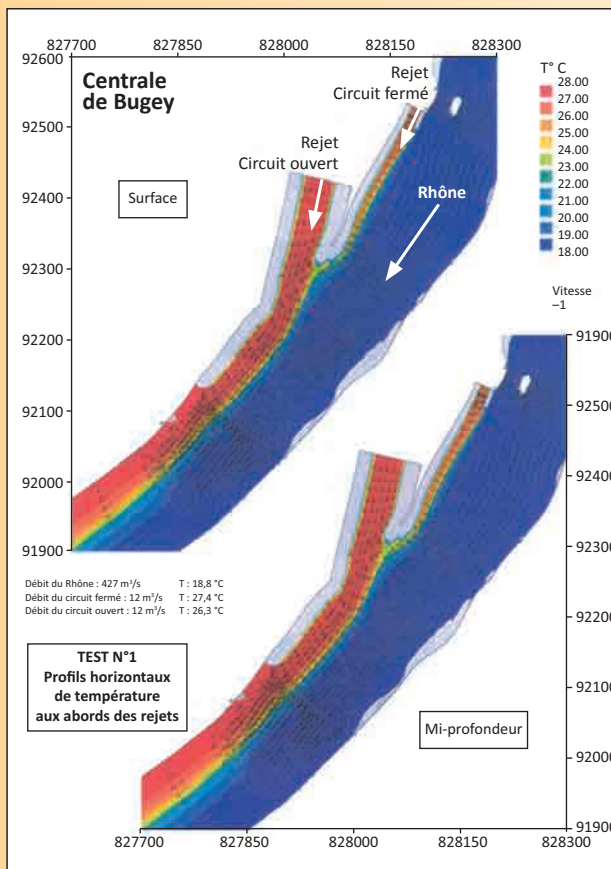 827700 827850 828000 828150 828300
92600
92500
92400
92300
92200
92100
92000
91900
Centrale
de Bugey
Rejet
Circuit fermé
Rejet
Circuit ouvert
Surface
Rhône
T° C
28.00
27.00
26.00
25.00
24.00
23.00
22.00
21.00
20.00
19.00
18.00
Vitesse
–1
91900
92500
92400
92300
92200
92100
92000
91900
Débit du Rhône : 427 m³/s T : 18,8 °C
Débit du circuit fermé : 12 m³/s T : 27,4 °C
Débit du circuit ouvert : 12 m³/s T : 26,3 °C
TEST N°1
Profils horizontaux
de température
aux abords des rejets
Mi-profondeur
827700 827850 828000 828150 828300